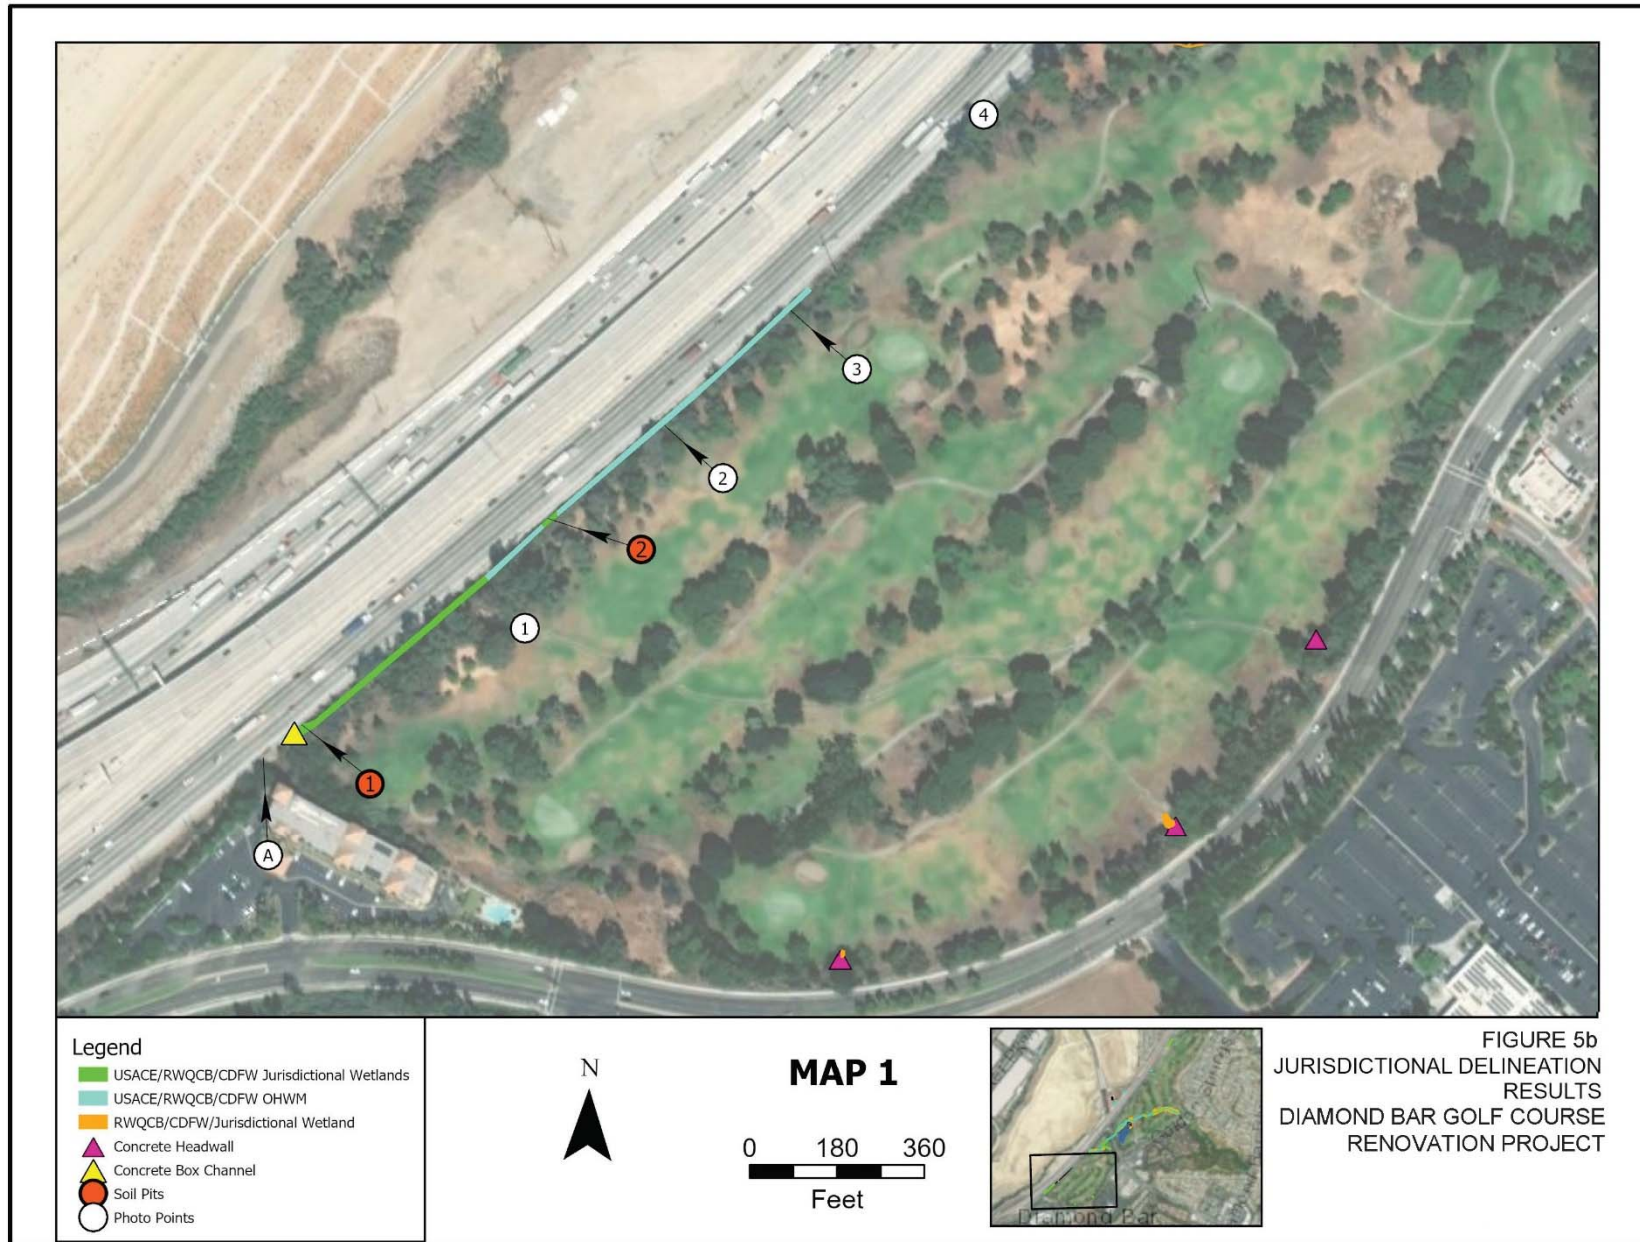 4
3
2
2
1
1
A
Legend
USACE/RWQCB/CDFW Jurisdictional Wetlands
USACE/RWQCB/CDFW OHWM
RWQCB/CDFW/Jurisdictional Wetland
Concrete Headwall
Concrete Box Channel
Soil Pits
Photo Points
N
MAP 1
0 180 360
Feet
Diamond Bar
FIGURE 5b
JURISDICTIONAL DELINEATION
RESULTS
DIAMOND BAR GOLF COURSE
RENOVATION PROJECT